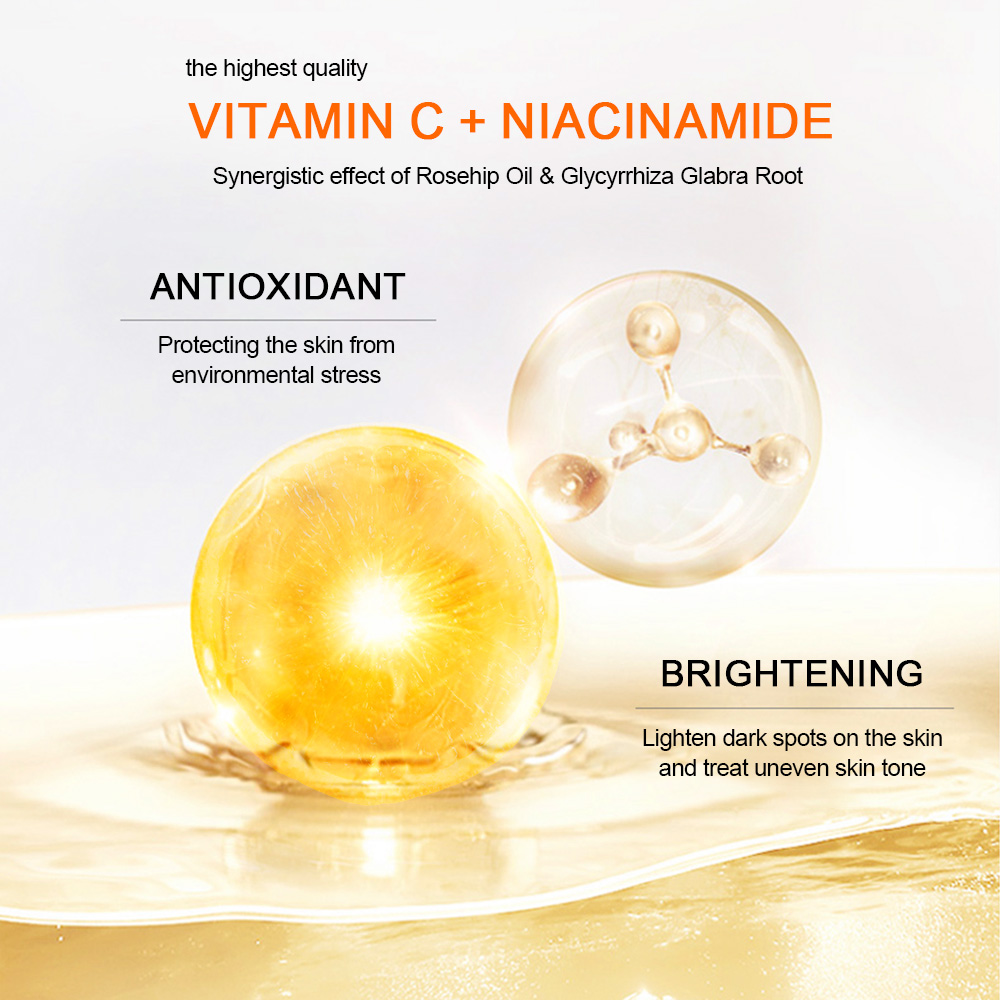 the highest quality
VITAMIN C + NIACINAMIDE
Synergistic effect of Rosehip Oil & Glycyrrhiza Glabra Root
ANTIOXIDANT
Protecting the skin from
environmental stress
BRIGHTENING
Lighten dark spots on the skin
and treat uneven skin tone